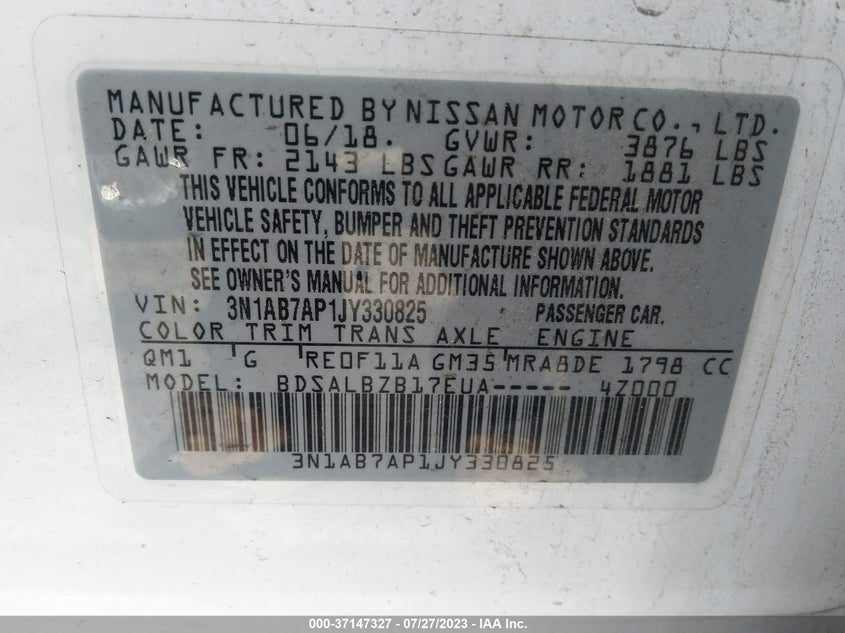 MANUFACTURED BY NISSAN MOTOR CO., LTD.
DATE: 06/18. GVWR: 3876 LBS
GAWR FR: 2143 LBS GAWR RR: 1881 LBS
THIS VEHICLE CONFORMS TO ALL APPLICABLE FEDERAL MOTOR
VEHICLE SAFETY, BUMPER AND THEFT PREVENTION STANDARDS
IN EFFECT ON THE DATE OF MANUFACTURE SHOWN ABOVE.
SEE OWNER'S MANUAL FOR ADDITIONAL INFORMATION.
VIN: 3N1AB7AP1JY330825 PASSENGER CAR.
COLOR TRIM TRANS AXLE ENGINE
QM1 G RE0F11A GM35 MRA8DE 1798 CC
MODEL: BDSALBZB17EUA----- 4Z000
3N1AB7AP1JY330825
000-37147327 - 07/27/2023 - © IAA Inc.